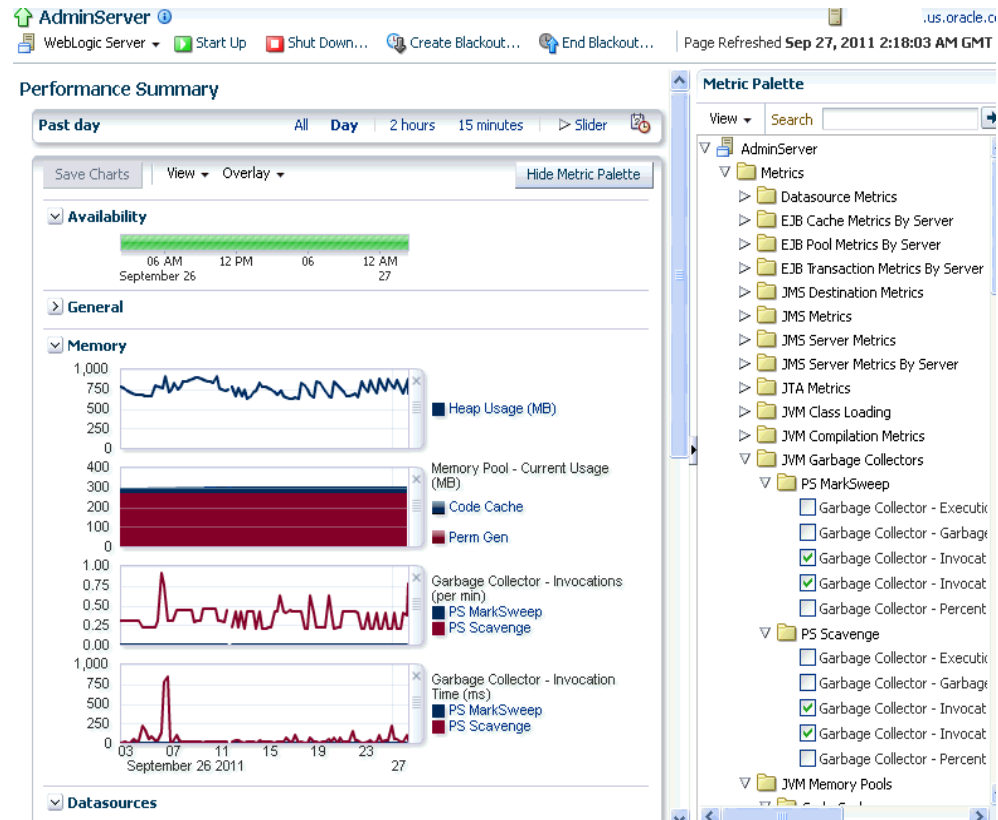 AdminServer
.us.oracle.co
WebLogic Server Start Up Shut Down... Create Blackout... End Blackout... Page Refreshed Sep 27, 2011 2:18:03 AM GMT
Performance Summary
Past day All Day 2 hours 15 minutes Slider
Save Charts View Overlay Hide Metric Palette
Availability
06 AM 12 PM 06 12 AM
September 26 27
General
Memory
1,000
750
500
250
0
Heap Usage (MB)
400
300
200
100
0
Memory Pool - Current Usage
(MB)
Code Cache
Perm Gen
1.00
0.75
0.50
0.25
0.00
Garbage Collector - Invocations
(per min)
PS MarkSweep
PS Scavenge
1,000
750
500
250
0
Garbage Collector - Invocation
Time (ms)
PS MarkSweep
PS Scavenge
03 07 11 15 19 23
September 26 2011 27
Datasources
Metric Palette
View Search
AdminServer
Metrics
Datasource Metrics
EJB Cache Metrics By Server
EJB Pool Metrics By Server
EJB Transaction Metrics By Server
JMS Destination Metrics
JMS Metrics
JMS Server Metrics
JMS Server Metrics By Server
JTA Metrics
JVM Class Loading
JVM Compilation Metrics
JVM Garbage Collectors
PS MarkSweep
Garbage Collector - Executio
Garbage Collector - Garbage
Garbage Collector - Invocat
Garbage Collector - Invocat
Garbage Collector - Percent
PS Scavenge
Garbage Collector - Executio
Garbage Collector - Garbage
Garbage Collector - Invocat
Garbage Collector - Invocat
Garbage Collector - Percent
JVM Memory Pools